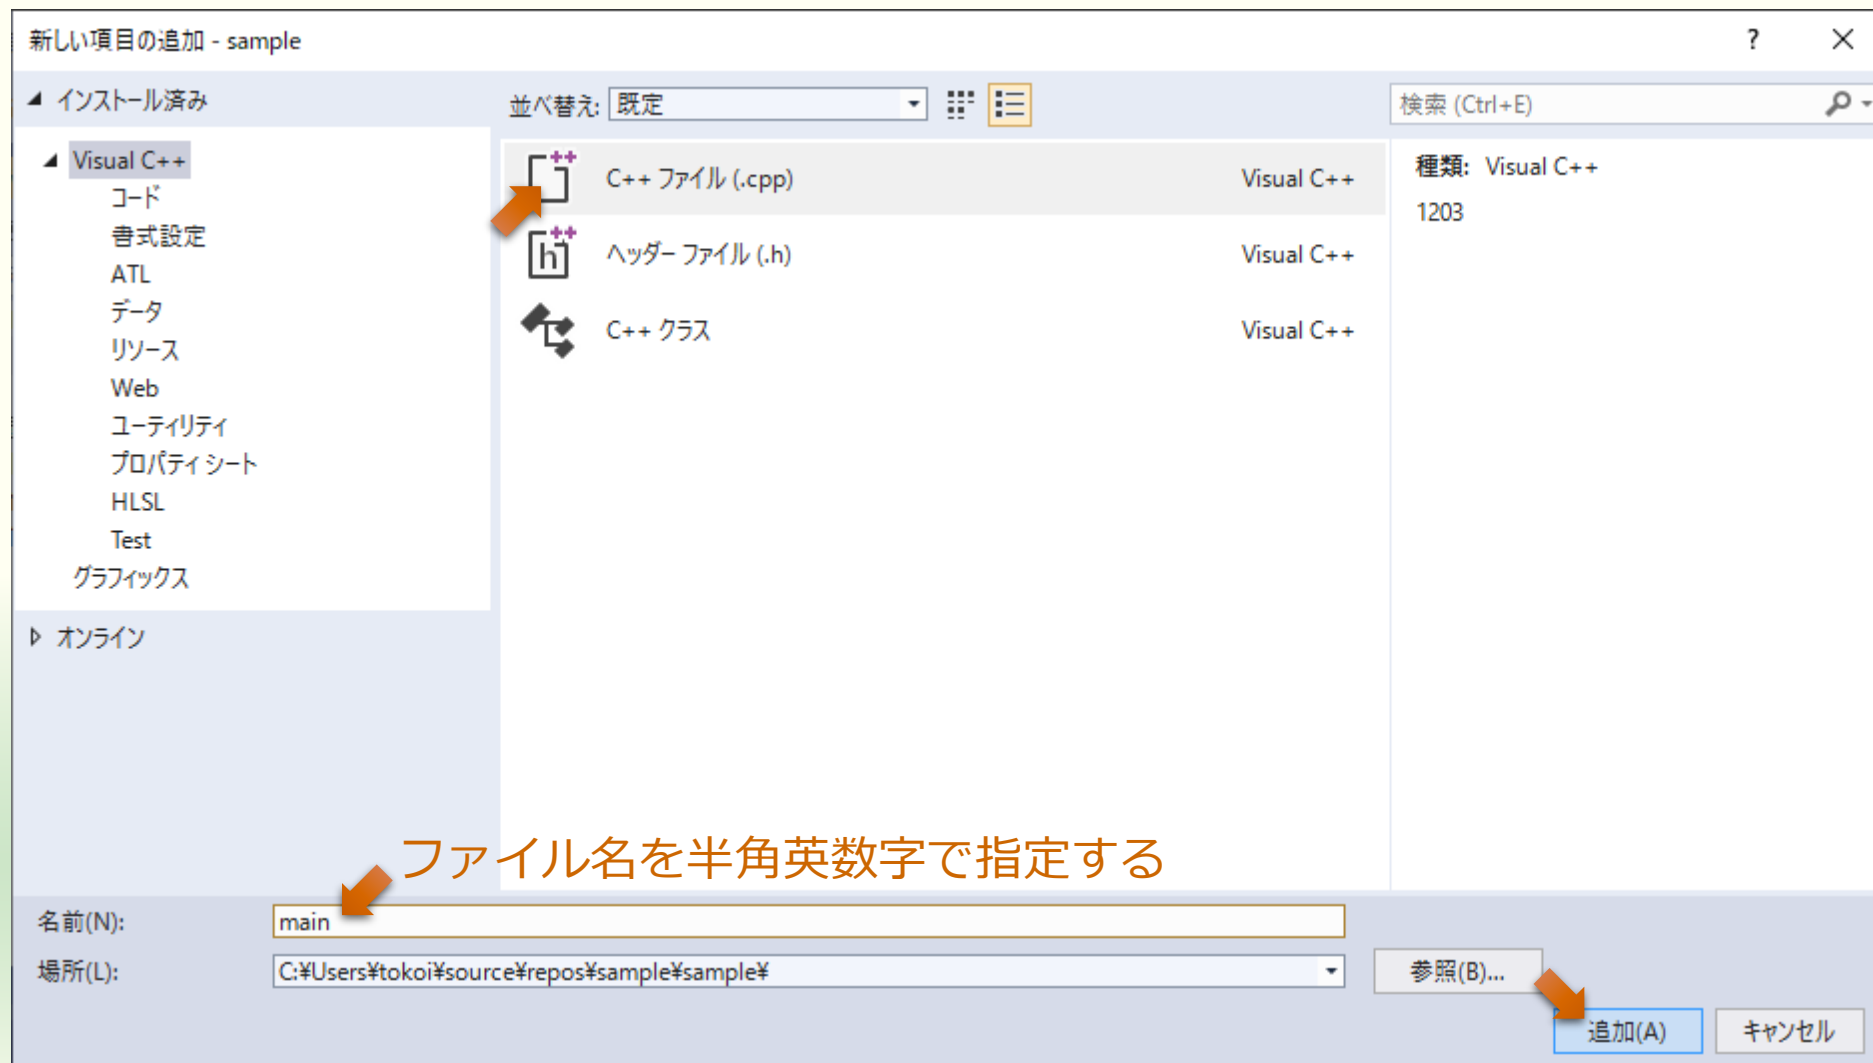 新しい項目の追加 - sample
?
インストール済み
並べ替え: 既定
検索 (Ctrl+E)
Visual C++
コード
書式設定
ATL
データ
リソース
Web
ユーティリティ
プロパティ シート
HLSL
Test
グラフィックス
オンライン
C++ ファイル (.cpp) Visual C++
ヘッダー ファイル (.h) Visual C++
C++ クラス Visual C++
種類: Visual C++
1203
ファイル名を半角英数字で指定する
名前(N): main
場所(L): C:¥Users¥tokoi¥source¥repos¥sample¥sample¥
参照(B)...
追加(A) キャンセル